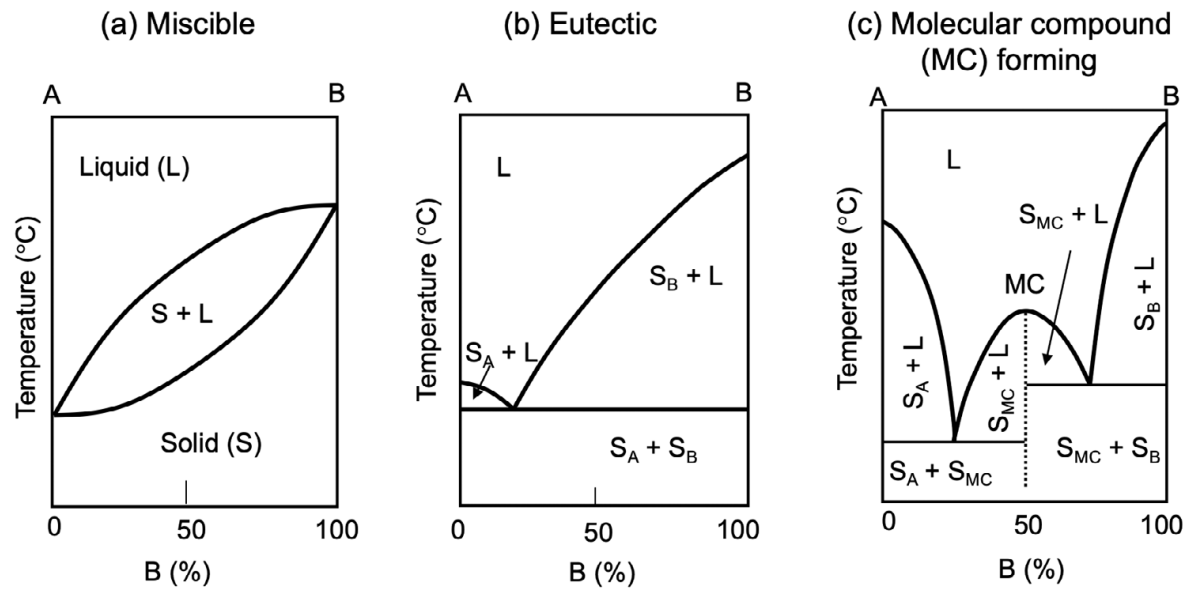 (a) Miscible
A
B
Liquid (L)
S + L
Solid (S)
Temperature (°C)
0
50
100
B (%)
(b) Eutectic
A
B
L
S_B + L
S_A + L
S_A + S_B
Temperature (°C)
0
50
100
B (%)
(c) Molecular compound
(MC) forming
A
B
L
S_MC + L
MC
S_B + L
S_A + L
S_MC + L
S_MC + S_B
S_A + S_MC
Temperature (°C)
0
50
100
B (%)